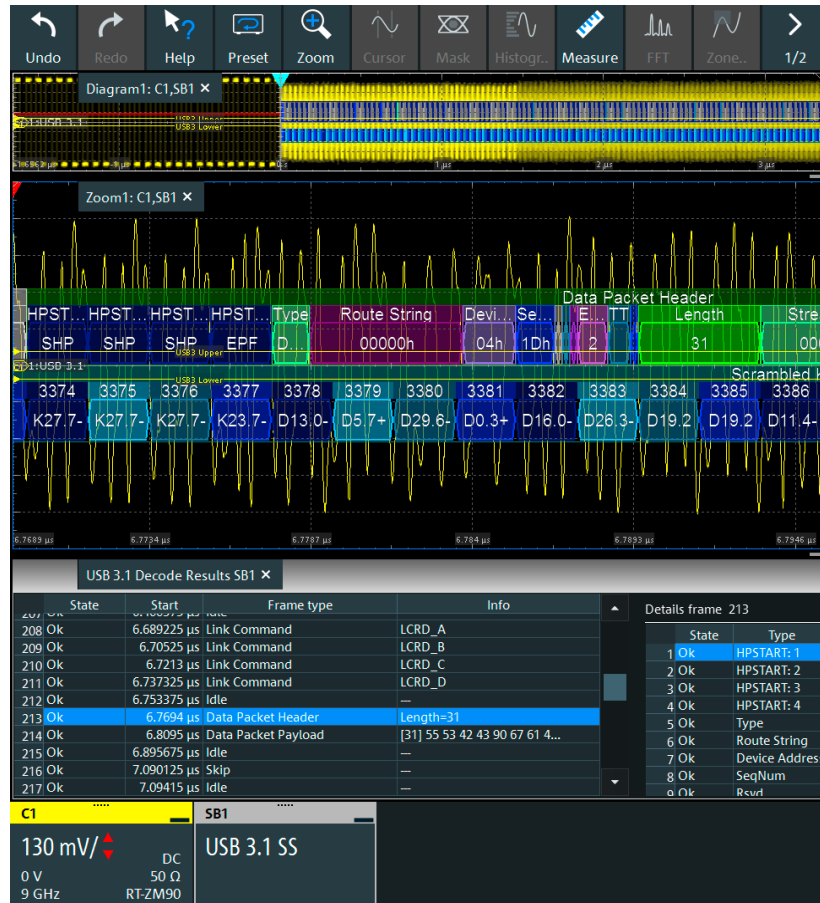 Undo Redo Help Preset Zoom Cursor Mask Histogr.. Measure FFT Zone.. 1/2
Diagram1: C1,SB1 ×
USB3 Upper
USB3 Lower
-1 µs 0 s 1 µs 2 µs 3 µs
Zoom1: C1,SB1 ×
Data Packet Header
HPST... HPST... HPST... HPST... Type Route String Devi... Se... E... TT Length Stre
SHP SHP SHP EPF D... 00000h 04h 1Dh 2 31 00
USB3 Upper
1:USB 3.1
Scrambled
USB3 Lower
3374 3375 3376 3377 3378 3379 3380 3381 3382 3383 3384 3385 3386
K27.7- K27.7- K27.7- K23.7- D13.0- D5.7+ D29.6- D0.3+ D16.0- D26.3- D19.2 D19.2 D11.4-
6.7689 µs 6.7734 µs 6.7787 µs 6.784 µs 6.7893 µs 6.7946 µs
USB 3.1 Decode Results SB1 ×
State Start Frame type Info
208 Ok 6.689225 µs Link Command LCRD_A
209 Ok 6.70525 µs Link Command LCRD_B
210 Ok 6.7213 µs Link Command LCRD_C
211 Ok 6.737325 µs Link Command LCRD_D
212 Ok 6.753375 µs Idle —
213 Ok 6.7694 µs Data Packet Header Length=31
214 Ok 6.8095 µs Data Packet Payload [31] 55 53 42 43 90 67 61 4...
215 Ok 6.895675 µs Idle —
216 Ok 7.090125 µs Skip —
217 Ok 7.09415 µs Idle —
Details frame 213
State Type
1 Ok HPSTART: 1
2 Ok HPSTART: 2
3 Ok HPSTART: 3
4 Ok HPSTART: 4
5 Ok Type
6 Ok Route String
7 Ok Device Addres
8 Ok SeqNum
9 Ok Rsvd
C1
130 mV/
DC
0 V 50 Ω
9 GHz RT-ZM90
SB1
USB 3.1 SS